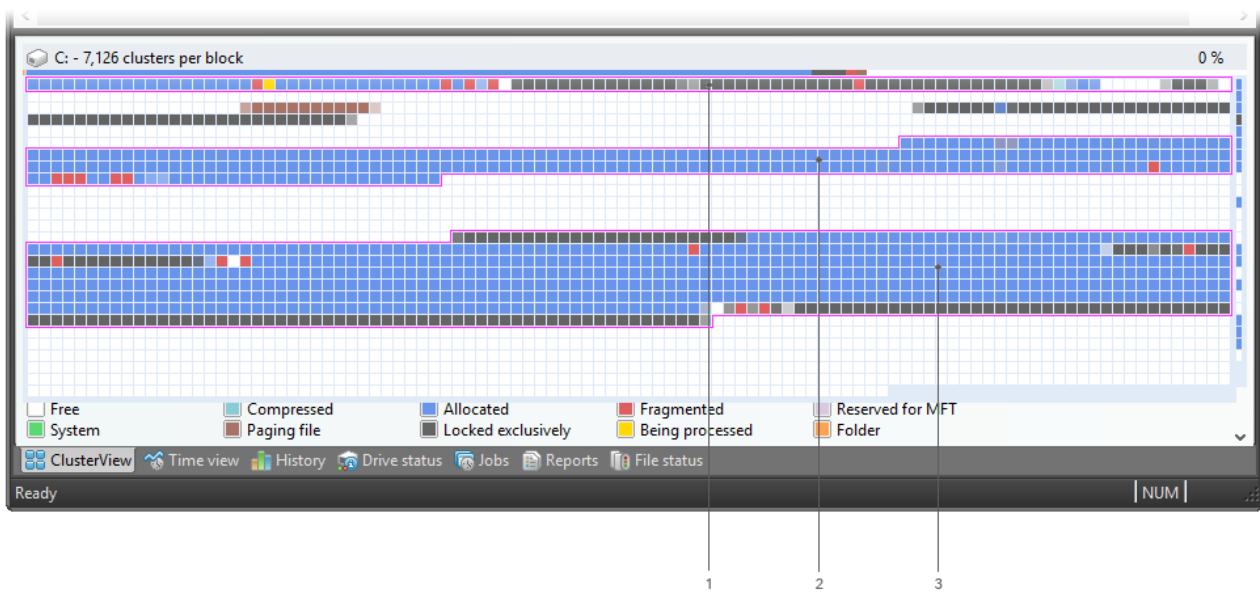 C: - 7,126 clusters per block 0 %
Free Compressed Allocated Fragmented Reserved for MFT
System Paging file Locked exclusively Being processed Folder
ClusterView Time view History Drive status Jobs Reports File status
Ready NUM
1 2 3